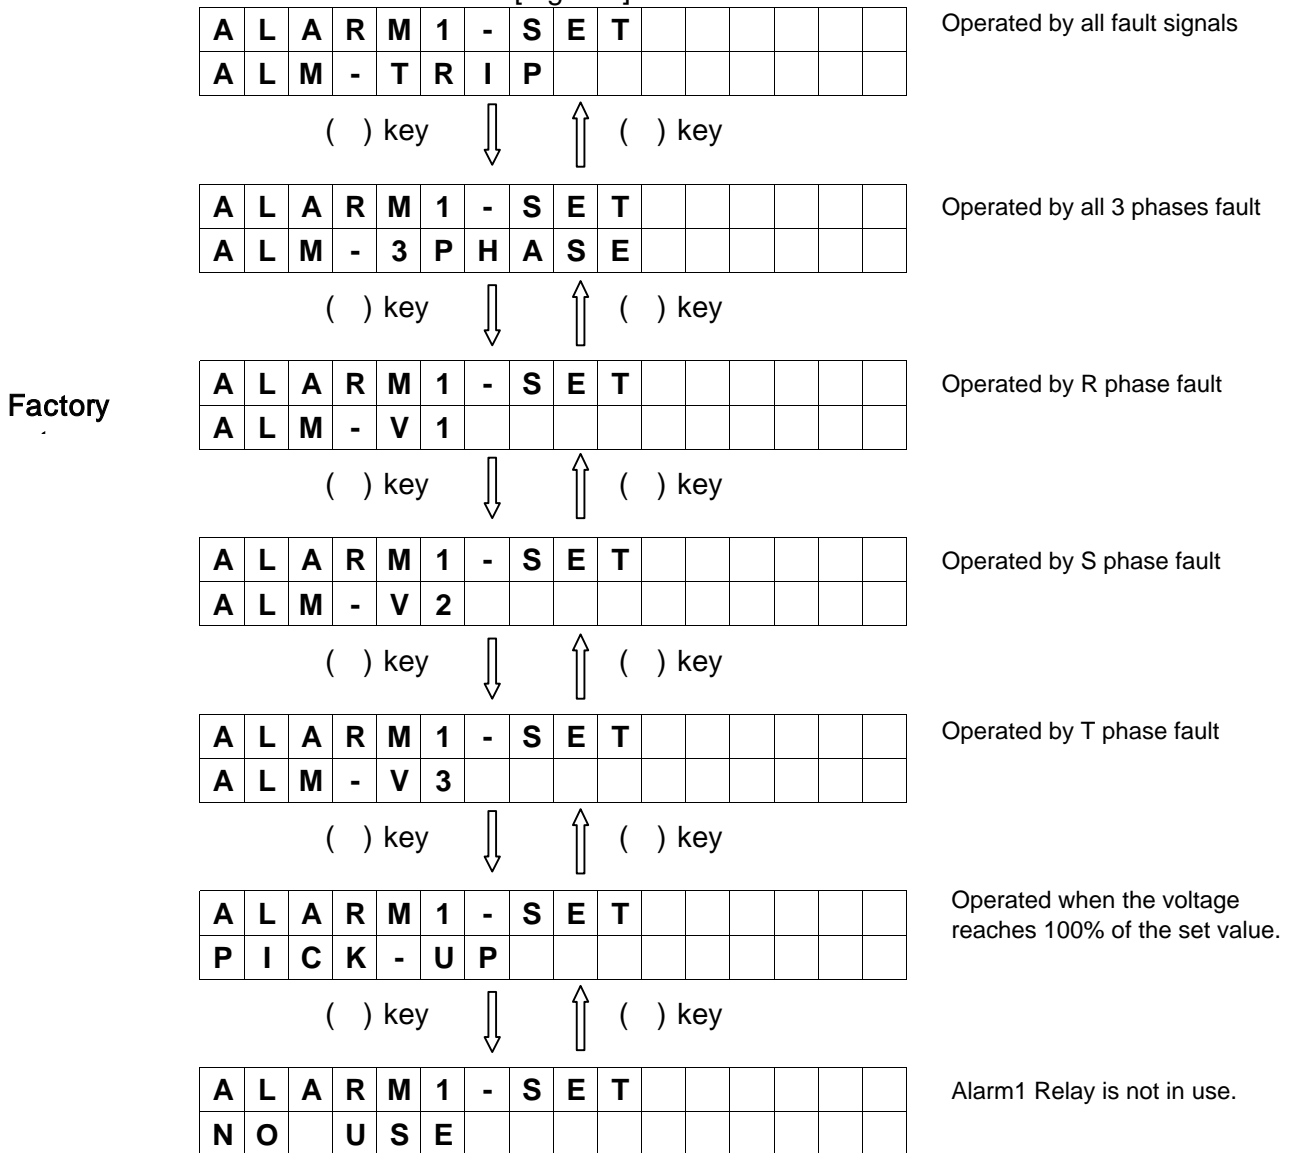 ALARM1-SET
Operated by all fault signals
ALM-TRIP
( ) key ( ) key
ALARM1-SET
Operated by all 3 phases fault
ALM-3PHASE
( ) key ( ) key
ALARM1-SET
Operated by R phase fault
Factory
ALM-V1
( ) key ( ) key
ALARM1-SET
Operated by S phase fault
ALM-V2
( ) key ( ) key
ALARM1-SET
Operated by T phase fault
ALM-V3
( ) key ( ) key
ALARM1-SET
Operated when the voltage
reaches 100% of the set value.
PICK-UP
( ) key ( ) key
ALARM1-SET
Alarm1 Relay is not in use.
NO USE